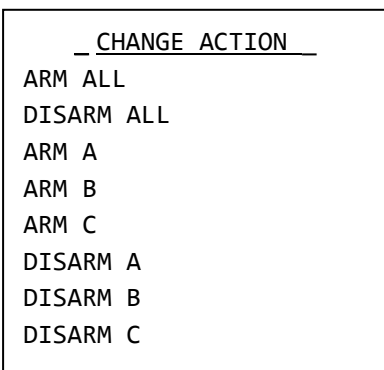 _ CHANGE ACTION _
ARM ALL
DISARM ALL
ARM A
ARM B
ARM C
DISARM A
DISARM B
DISARM C